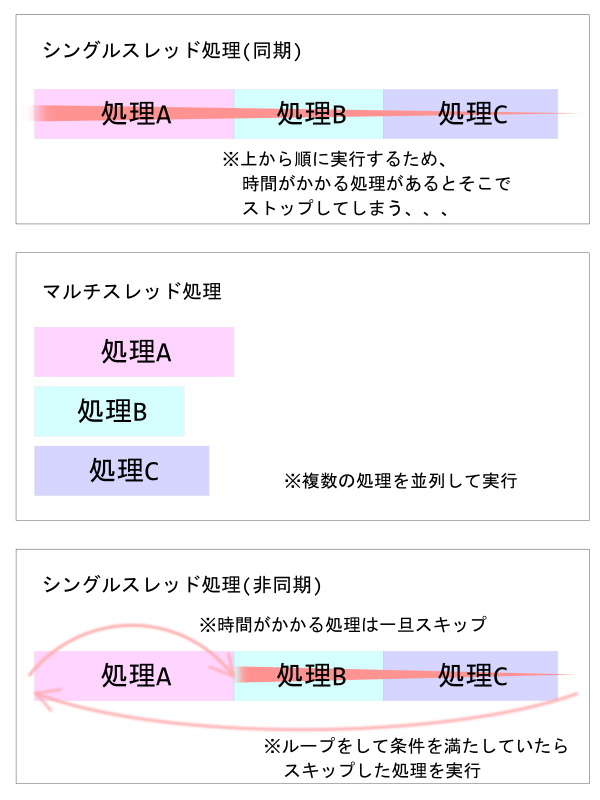 シングルスレッド処理(同期)
処理A 処理B 処理C
※上から順に実行するため、
時間がかかる処理があるとそこで
ストップしてしまう、、、
マルチスレッド処理
処理A
処理B
処理C
※複数の処理を並列して実行
シングルスレッド処理(非同期)
※時間がかかる処理は一旦スキップ
処理A 処理B 処理C
※ループをして条件を満たしていたら
スキップした処理を実行